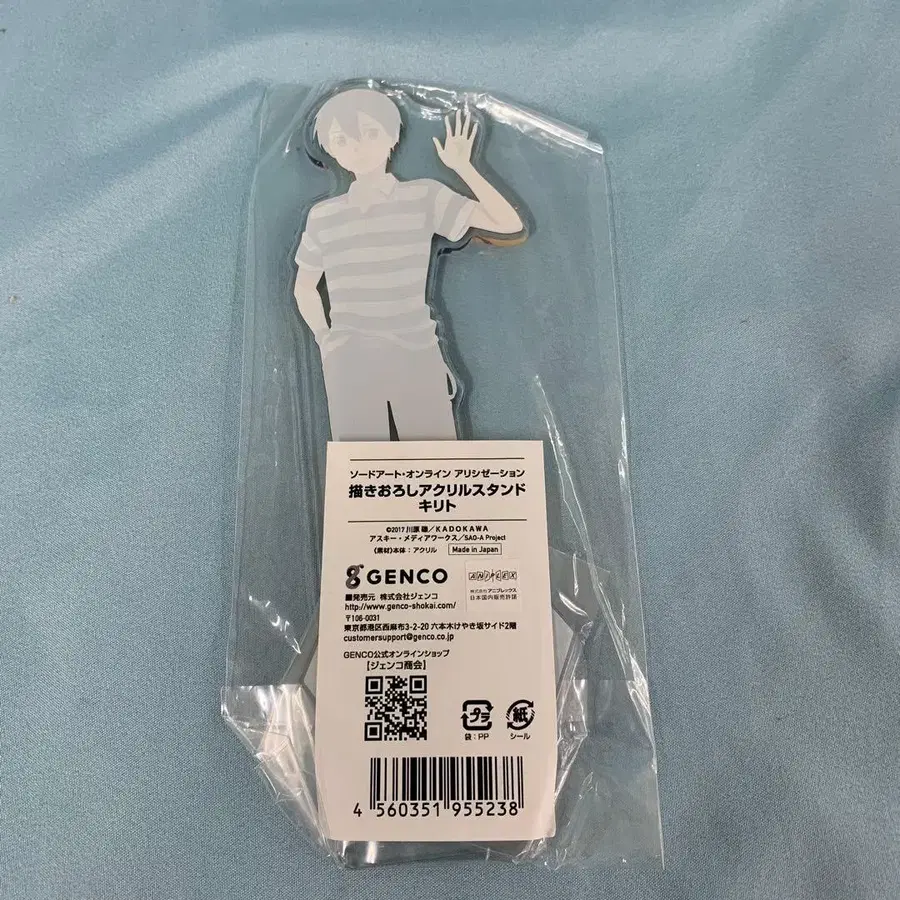 ソードアート・オンライン アリシゼーション
描きおろしアクリルスタンド
キリト
©2017 川原 礫／KADOKAWA
アスキー・メディアワークス／SAO-A Project
〈素材〉本体：アクリル Made in Japan
GENCO
ANIPLEX
株式会社アニプレックス
日本国内販売許諾
■発売元 株式会社ジェンコ
http://www.genco-shokai.com/
〒106-0031
東京都港区西麻布3-2-20 六本木けやき坂サイド2階
customersupport@genco.co.jp
GENCO公式オンラインショップ
【ジェンコ商会】
プラ
袋：PP
紙
シール
4 560351 955238